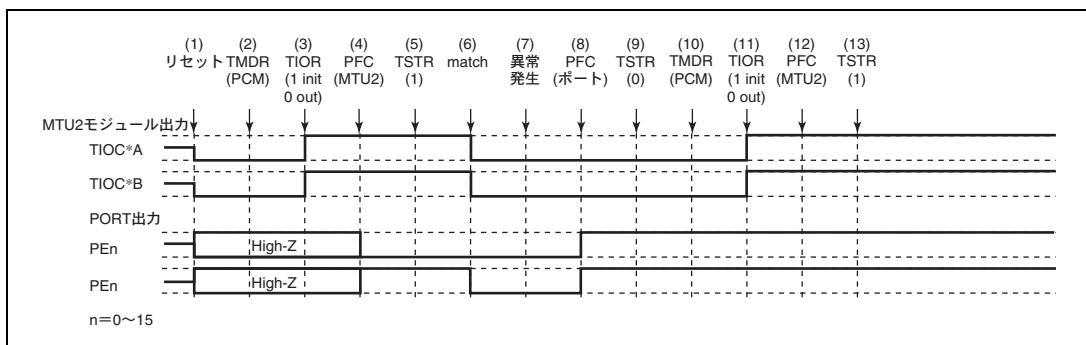 (1) (2) (3) (4) (5) (6) (7) (8) (9) (10) (11) (12) (13)
リセット TMDR TIOR PFC TSTR match 異常 PFC TSTR TMDR TIOR PFC TSTR
(PCM) (1 init (MTU2) (1) 発生 (ポート) (0) (PCM) (1 init (MTU2) (1)
0 out) 0 out)
MTU2モジュール出力
TIOC*A
TIOC*B
PORT出力
PEn High-Z
PEn High-Z
n=0～15